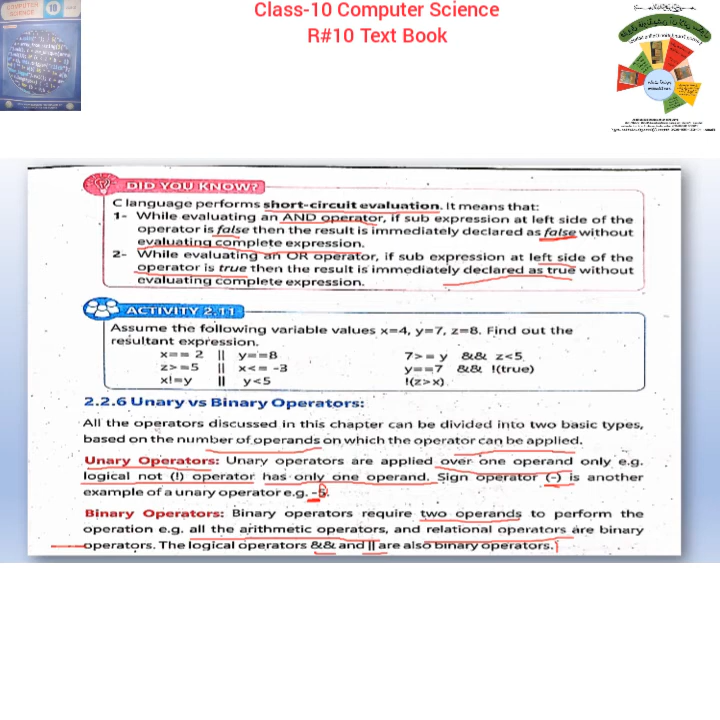 Class-10 Computer Science
R#10 Text Book
COMPUTER
SCIENCE
10
DID YOU KNOW?
C language performs short-circuit evaluation. It means that:
1- While evaluating an AND operator, if sub expression at left side of the
operator is false then the result is immediately declared as false without
evaluating complete expression.
2- While evaluating an OR operator, if sub expression at left side of the
operator is true then the result is immediately declared as true without
evaluating complete expression.
ACTIVITY 2.11
Assume the following variable values x=4, y=7, z=8. Find out the
resultant expression.
x== 2 || y==8 7>= y && z<5
z>=5 || x<= -3 y==7 && !(true)
x!=y || y<5 !(z>x)
2.2.6 Unary vs Binary Operators:
All the operators discussed in this chapter can be divided into two basic types,
based on the number of operands on which the operator can be applied.
Unary Operators: Unary operators are applied over one operand only e.g.
logical not (!) operator has only one operand. Sign operator (-) is another
example of a unary operator e.g. -5.
Binary Operators: Binary operators require two operands to perform the
operation e.g. all the arithmetic operators, and relational operators are binary
operators. The logical operators && and || are also binary operators.